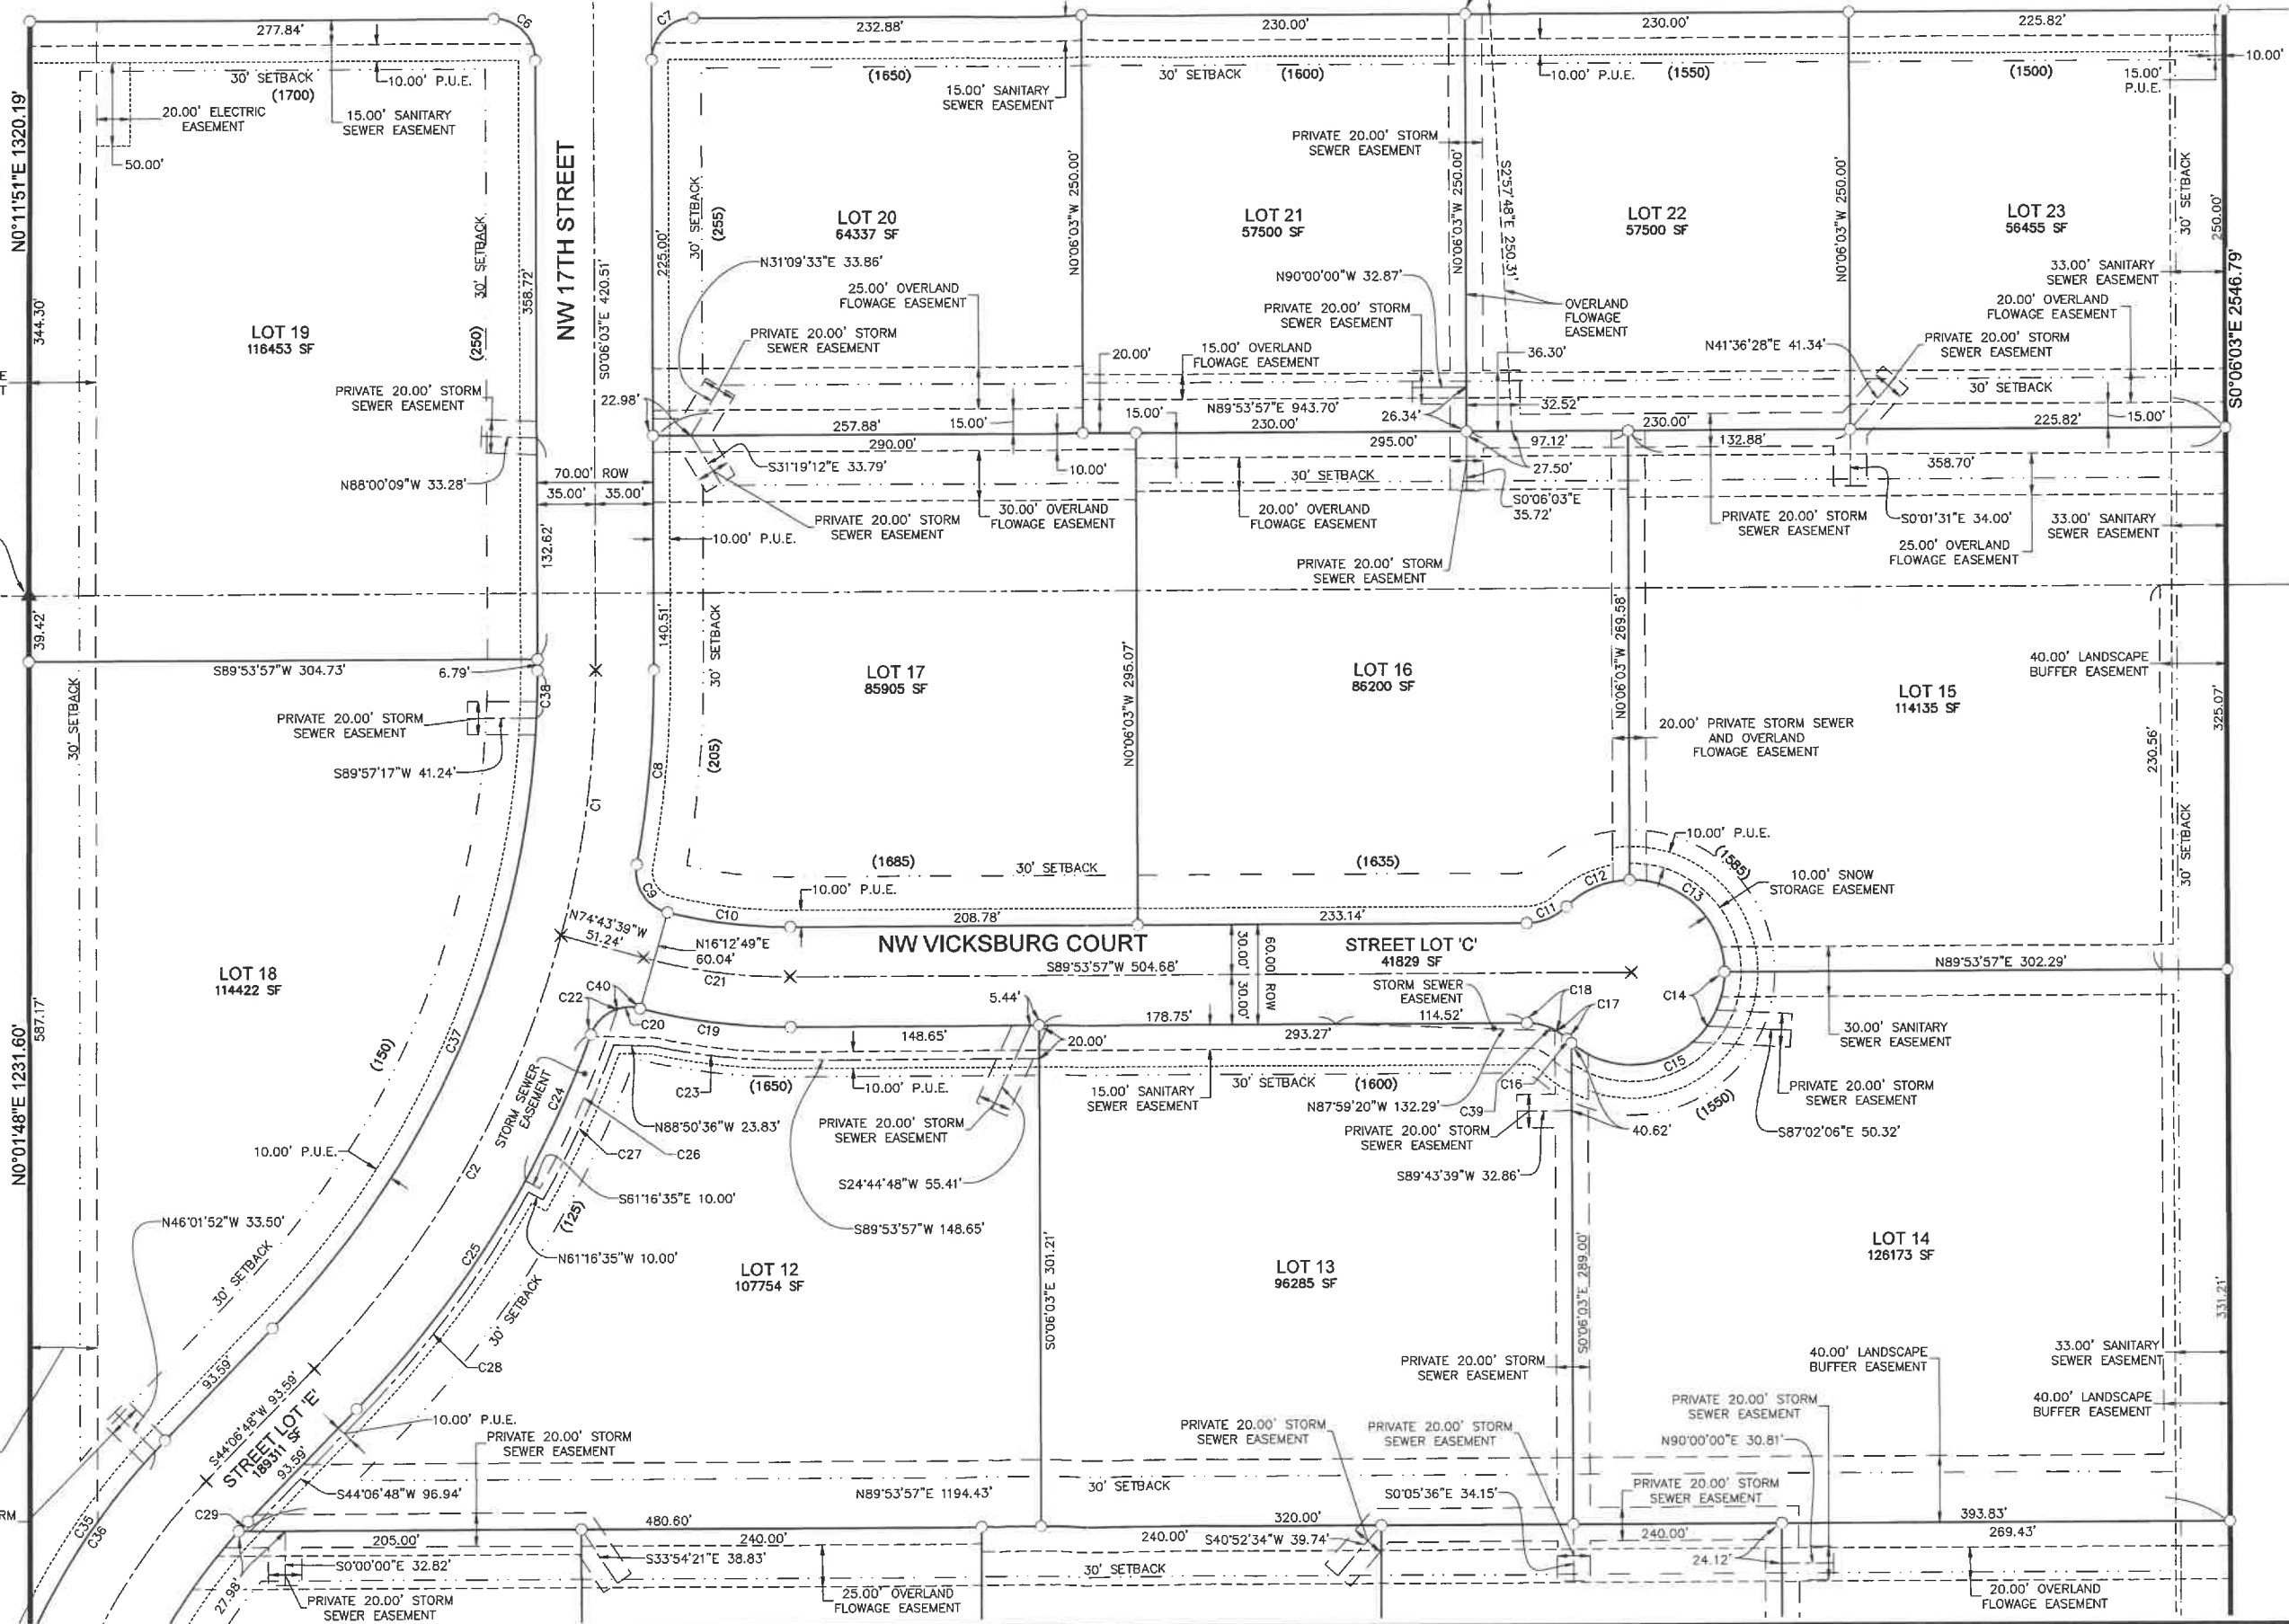 277.84'
C6
C7
232.88'
230.00'
230.00'
225.82'
10.00'
30' SETBACK
(1700)
10.00' P.U.E.
(1650)
30' SETBACK
(1600)
10.00' P.U.E.
(1550)
(1500)
15.00'
P.U.E.
20.00' ELECTRIC
EASEMENT
15.00' SANITARY
SEWER EASEMENT
50.00'
15.00' SANITARY
SEWER EASEMENT
PRIVATE 20.00' STORM
SEWER EASEMENT
N0°11'51"E 1320.19'
NW 17TH STREET
S0°06'03"E 420.51'
225.00'
30' SETBACK
(255)
N0°06'03"W 250.00'
N0°06'03"W 250.00'
S2°57'48"E 250.31'
N0°06'03"W 250.00'
30' SETBACK
250.00'
S0°06'03"E 2546.79'
LOT 20
64337 SF
LOT 21
57500 SF
LOT 22
57500 SF
LOT 23
56455 SF
N31°09'33"E 33.86'
25.00' OVERLAND
FLOWAGE EASEMENT
N90°00'00"W 32.87'
PRIVATE 20.00' STORM
SEWER EASEMENT
OVERLAND
FLOWAGE
EASEMENT
33.00' SANITARY
SEWER EASEMENT
20.00' OVERLAND
FLOWAGE EASEMENT
344.30'
LOT 19
116453 SF
(250)
30' SETBACK
358.72'
PRIVATE 20.00' STORM
SEWER EASEMENT
20.00'
15.00' OVERLAND
FLOWAGE EASEMENT
36.30'
N41°36'28"E 41.34'
PRIVATE 20.00' STORM
SEWER EASEMENT
30' SETBACK
E
T
PRIVATE 20.00' STORM
SEWER EASEMENT
22.98'
257.88'
15.00'
15.00'
N89°53'57"E 943.70'
230.00'
26.34'
32.52'
230.00'
225.82'
15.00'
290.00'
295.00'
97.12'
132.88'
358.70'
S31°19'12"E 33.79'
10.00'
30' SETBACK
27.50'
N88°00'09"W 33.28'
70.00' ROW
35.00'
35.00'
S0°06'03"E
35.72'
PRIVATE 20.00' STORM
SEWER EASEMENT
30.00' OVERLAND
FLOWAGE EASEMENT
20.00' OVERLAND
FLOWAGE EASEMENT
PRIVATE 20.00' STORM
SEWER EASEMENT
S0°01'31"E 34.00'
33.00' SANITARY
SEWER EASEMENT
10.00' P.U.E.
132.62'
25.00' OVERLAND
FLOWAGE EASEMENT
PRIVATE 20.00' STORM
SEWER EASEMENT
39.42'
140.51'
30' SETBACK
N0°06'03"W 295.07'
N0°06'03"W 269.58'
S89°53'57"W 304.73'
6.79'
C38
LOT 17
85905 SF
LOT 16
86200 SF
LOT 15
114135 SF
40.00' LANDSCAPE
BUFFER EASEMENT
325.07'
30' SETBACK
PRIVATE 20.00' STORM
SEWER EASEMENT
20.00' PRIVATE STORM SEWER
AND OVERLAND
FLOWAGE EASEMENT
230.56'
S89°57'17"W 41.24'
C8
(205)
C1
30' SETBACK
10.00' P.U.E.
(1685)
30' SETBACK
(1635)
(1585)
10.00' SNOW
STORAGE EASEMENT
C9
10.00' P.U.E.
C12
C13
C10
208.78'
233.14'
C11
N74°43'39"W
51.24'
N16°12'49"E
60.04'
NW VICKSBURG COURT
STREET LOT 'C'
41829 SF
30.00'
30.00'
60.00 ROW
S89°53'57"W 504.68'
N89°53'57"E 302.29'
LOT 18
114422 SF
C21
C40
C22
C20
C19
5.44'
STORM SEWER
EASEMENT
C18
C17
C14
178.75'
114.52'
148.65'
20.00'
293.27'
30.00' SANITARY
SEWER EASEMENT
587.17'
N0°01'48"E 1231.60'
C37
(150)
C15
(1650)
10.00' P.U.E.
C23
15.00' SANITARY
SEWER EASEMENT
30' SETBACK
(1600)
C16
N87°59'20"W 132.29'
C39
PRIVATE 20.00' STORM
SEWER EASEMENT
(1550)
STORM SEWER
EASEMENT
C24
N88°50'36"W 23.83'
PRIVATE 20.00' STORM
SEWER EASEMENT
PRIVATE 20.00' STORM
SEWER EASEMENT
40.62'
S87°02'06"E 50.32'
10.00' P.U.E.
C2
C27
C26
S89°43'39"W 32.86'
S61°16'35"E 10.00'
S24°44'48"W 55.41'
N46°01'52"W 33.50'
(125)
S89°53'57"W 148.65'
30' SETBACK
C25
N61°16'35"W 10.00'
LOT 12
107754 SF
LOT 13
96285 SF
LOT 14
126173 SF
S0°06'03"E 301.21'
S0°06'03"E 289.00'
331.21'
30' SETBACK
C28
93.59'
PRIVATE 20.00' STORM
SEWER EASEMENT
40.00' LANDSCAPE
BUFFER EASEMENT
33.00' SANITARY
SEWER EASEMENT
S44°06'48"W 93.59'
STREET LOT 'E'
189311 SF
10.00' P.U.E.
93.59'
40.00' LANDSCAPE
BUFFER EASEMENT
PRIVATE 20.00' STORM
SEWER EASEMENT
PRIVATE 20.00' STORM
SEWER EASEMENT
PRIVATE 20.00' STORM
SEWER EASEMENT
PRIVATE 20.00' STORM
SEWER EASEMENT
N90°00'00"E 30.81'
S44°06'48"W 96.94'
N89°53'57"E 1194.43'
30' SETBACK
S0°05'36"E 34.15'
PRIVATE 20.00' STORM
SEWER EASEMENT
RM
C35
C36
C29
480.60'
320.00'
393.83'
205.00'
240.00'
240.00'
S40°52'34"W 39.74'
240.00'
269.43'
S0°00'00"E 32.82'
S33°54'21"E 38.83'
30' SETBACK
24.12'
27.98'
PRIVATE 20.00' STORM
SEWER EASEMENT
25.00' OVERLAND
FLOWAGE EASEMENT
20.00' OVERLAND
FLOWAGE EASEMENT